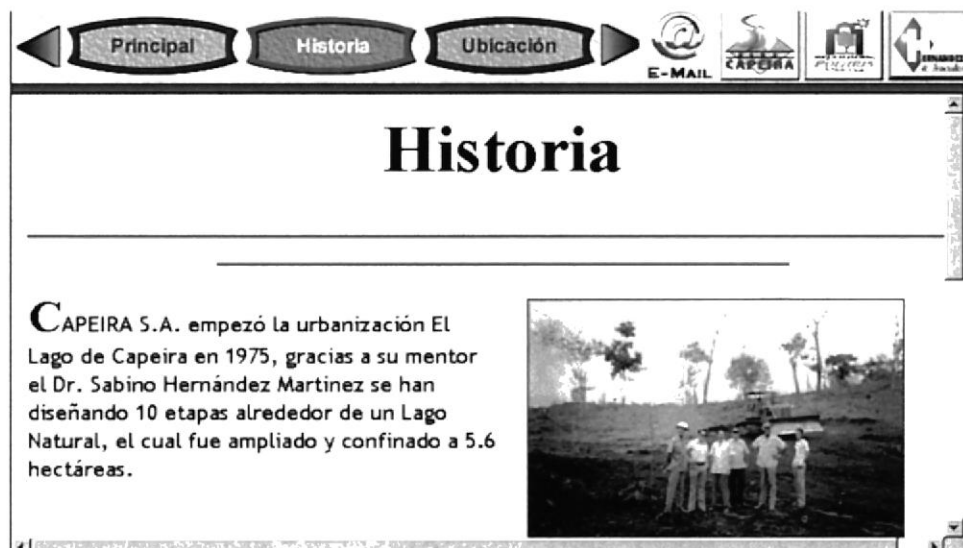 Principal
Historia
Ubicación
E-MAIL
CAPEIRA
Historia
CAPEIRA S.A. empezó la urbanización El
Lago de Capeira en 1975, gracias a su mentor
el Dr. Sabino Hernández Martinez se han
diseñando 10 etapas alrededor de un Lago
Natural, el cual fue ampliado y confinado a 5.6
hectáreas.